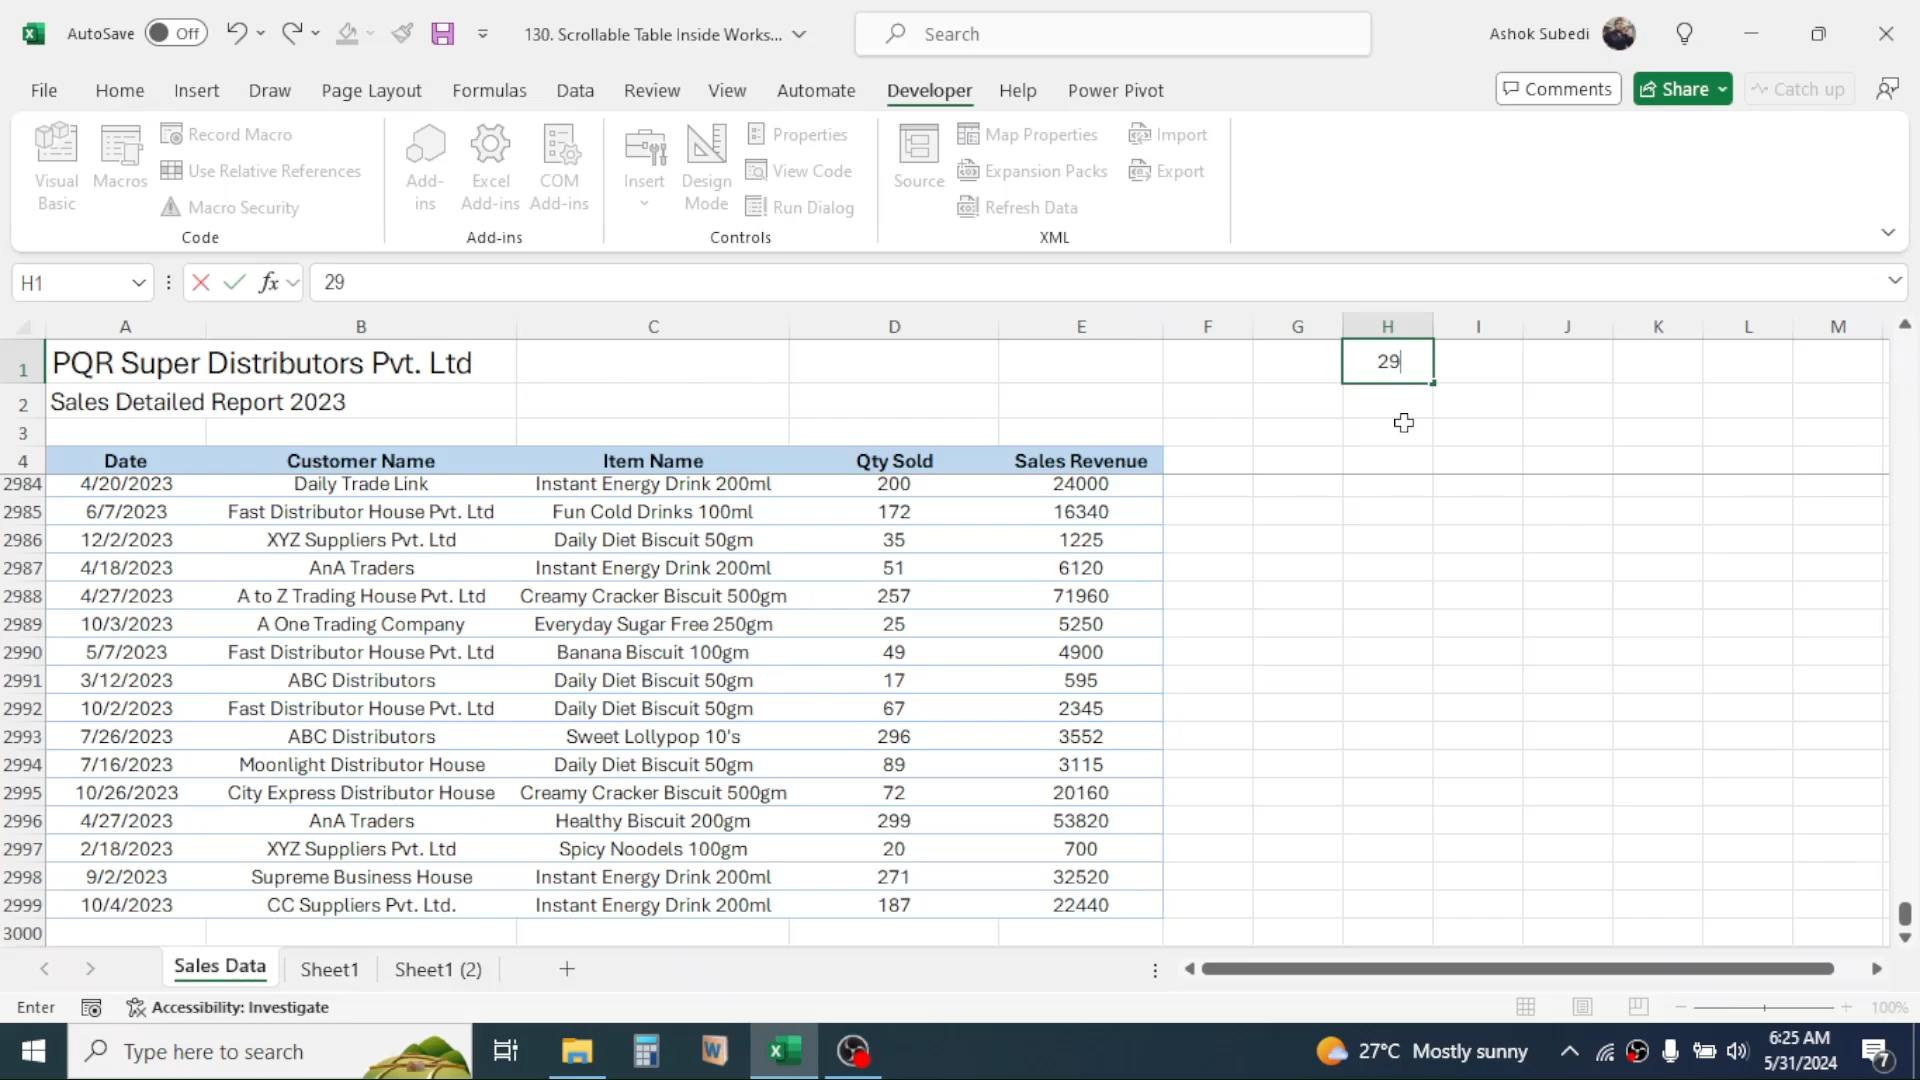 AutoSave Off 130. Scrollable Table Inside Works... Search Ashok Subedi
File Home Insert Draw Page Layout Formulas Data Review View Automate Developer Help Power Pivot Comments Share Catch up
Visual Basic
Macros
Record Macro
Use Relative References
Macro Security
Code
Add-ins
Excel Add-ins
COM Add-ins
Add-ins
Insert
Design Mode
Properties
View Code
Run Dialog
Controls
Source
Map Properties
Expansion Packs
Refresh Data
Import
Export
XML
H1 fx 29
A B C D E F G H I J K L M
1 PQR Super Distributors Pvt. Ltd 29
2 Sales Detailed Report 2023
3
4 Date Customer Name Item Name Qty Sold Sales Revenue
2984 4/20/2023 Daily Trade Link Instant Energy Drink 200ml 200 24000
2985 6/7/2023 Fast Distributor House Pvt. Ltd Fun Cold Drinks 100ml 172 16340
2986 12/2/2023 XYZ Suppliers Pvt. Ltd Daily Diet Biscuit 50gm 35 1225
2987 4/18/2023 AnA Traders Instant Energy Drink 200ml 51 6120
2988 4/27/2023 A to Z Trading House Pvt. Ltd Creamy Cracker Biscuit 500gm 257 71960
2989 10/3/2023 A One Trading Company Everyday Sugar Free 250gm 25 5250
2990 5/7/2023 Fast Distributor House Pvt. Ltd Banana Biscuit 100gm 49 4900
2991 3/12/2023 ABC Distributors Daily Diet Biscuit 50gm 17 595
2992 10/2/2023 Fast Distributor House Pvt. Ltd Daily Diet Biscuit 50gm 67 2345
2993 7/26/2023 ABC Distributors Sweet Lollypop 10's 296 3552
2994 7/16/2023 Moonlight Distributor House Daily Diet Biscuit 50gm 89 3115
2995 10/26/2023 City Express Distributor House Creamy Cracker Biscuit 500gm 72 20160
2996 4/27/2023 AnA Traders Healthy Biscuit 200gm 299 53820
2997 2/18/2023 XYZ Suppliers Pvt. Ltd Spicy Noodels 100gm 20 700
2998 9/2/2023 Supreme Business House Instant Energy Drink 200ml 271 32520
2999 10/4/2023 CC Suppliers Pvt. Ltd. Instant Energy Drink 200ml 187 22440
3000
Sales Data Sheet1 Sheet1 (2)
Enter Accessibility: Investigate 100%
Type here to search 27°C Mostly sunny 6:25 AM
5/31/2024 7